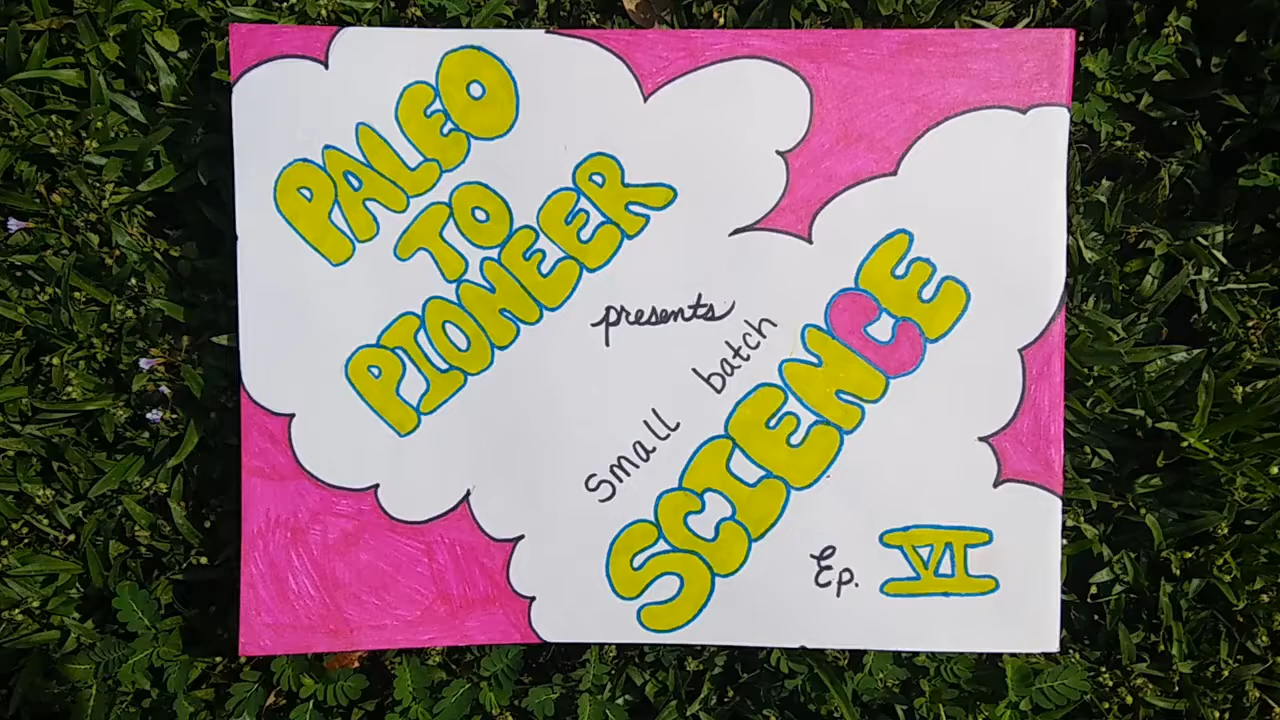 PALEO
TO
PIONEER
presents
Small batch
SCIENCE
Ep. VI